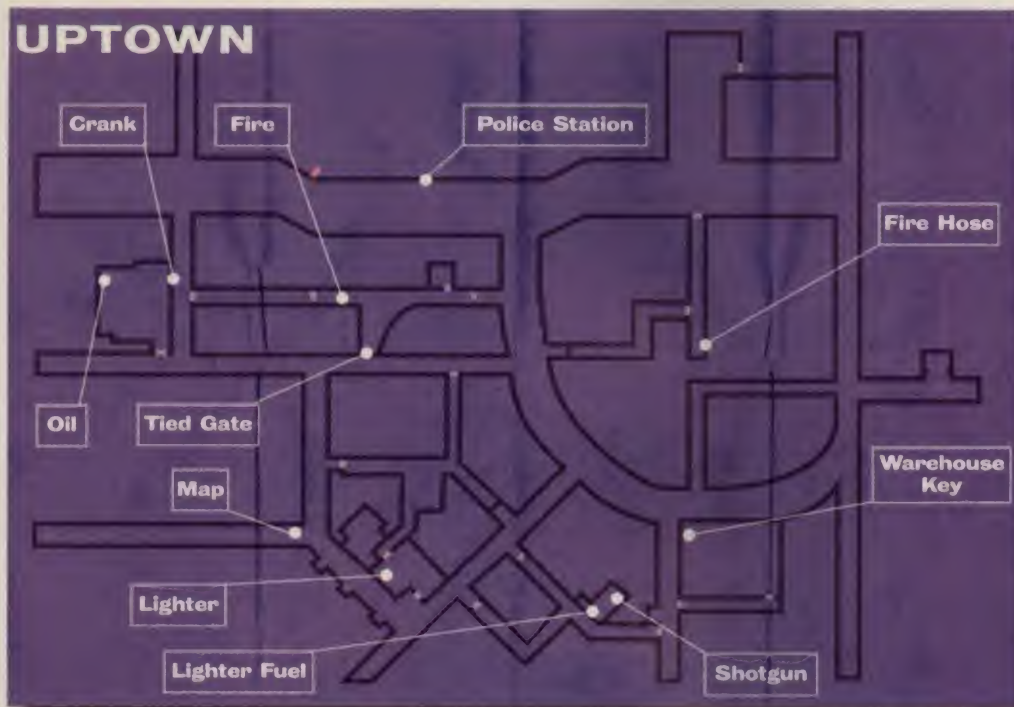 UPTOWN
Crank
Fire
Police Station
Fire Hose
Oil
Tied Gate
Map
Warehouse
Key
Lighter
Lighter Fuel
Shotgun